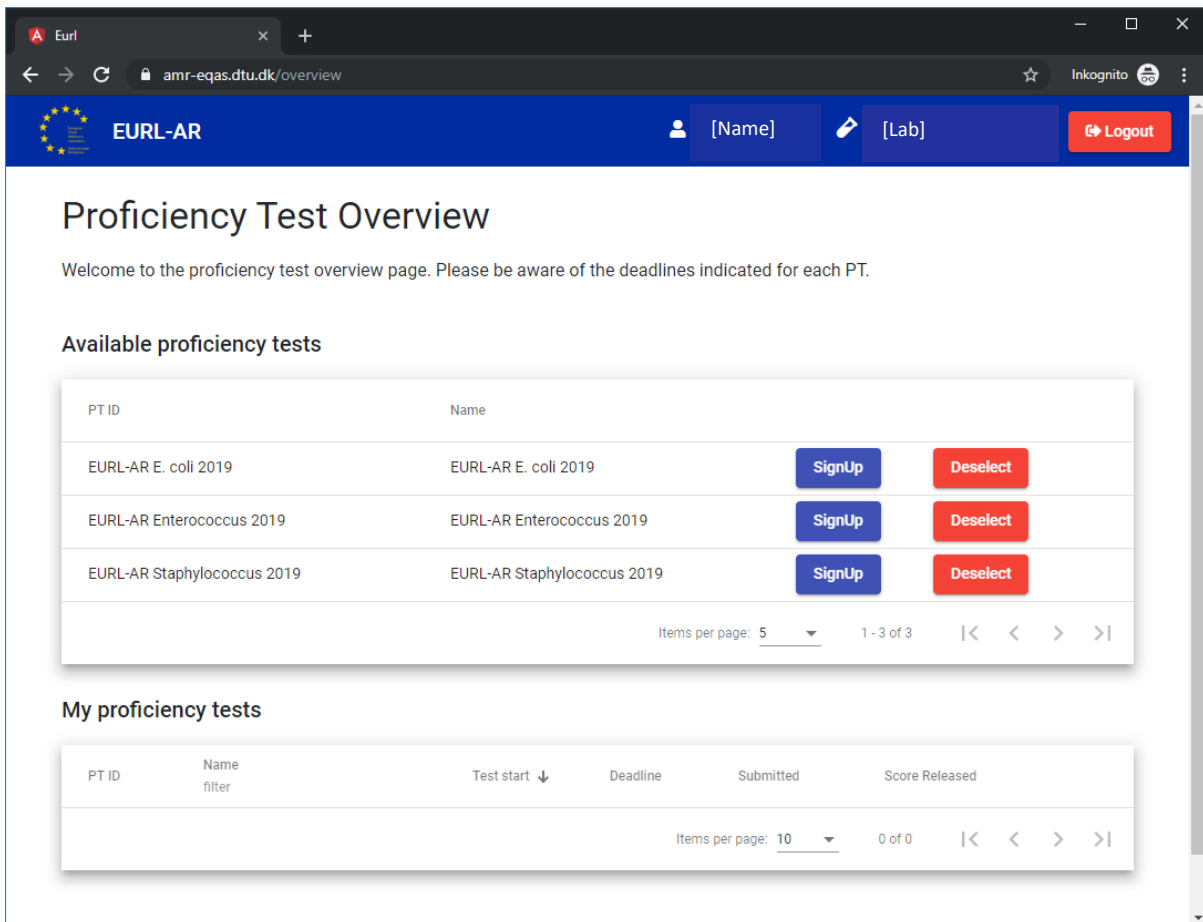 Eurl
amr-eqas.dtu.dk/overview
Inkognito
EURL-AR
[Name]
[Lab]
Logout
Proficiency Test Overview
Welcome to the proficiency test overview page. Please be aware of the deadlines indicated for each PT.
Available proficiency tests
PT ID Name
EURL-AR E. coli 2019 EURL-AR E. coli 2019 SignUp Deselect
EURL-AR Enterococcus 2019 EURL-AR Enterococcus 2019 SignUp Deselect
EURL-AR Staphylococcus 2019 EURL-AR Staphylococcus 2019 SignUp Deselect
Items per page: 5 1 - 3 of 3
My proficiency tests
PT ID Name Test start Deadline Submitted Score Released
filter
Items per page: 10 0 of 0